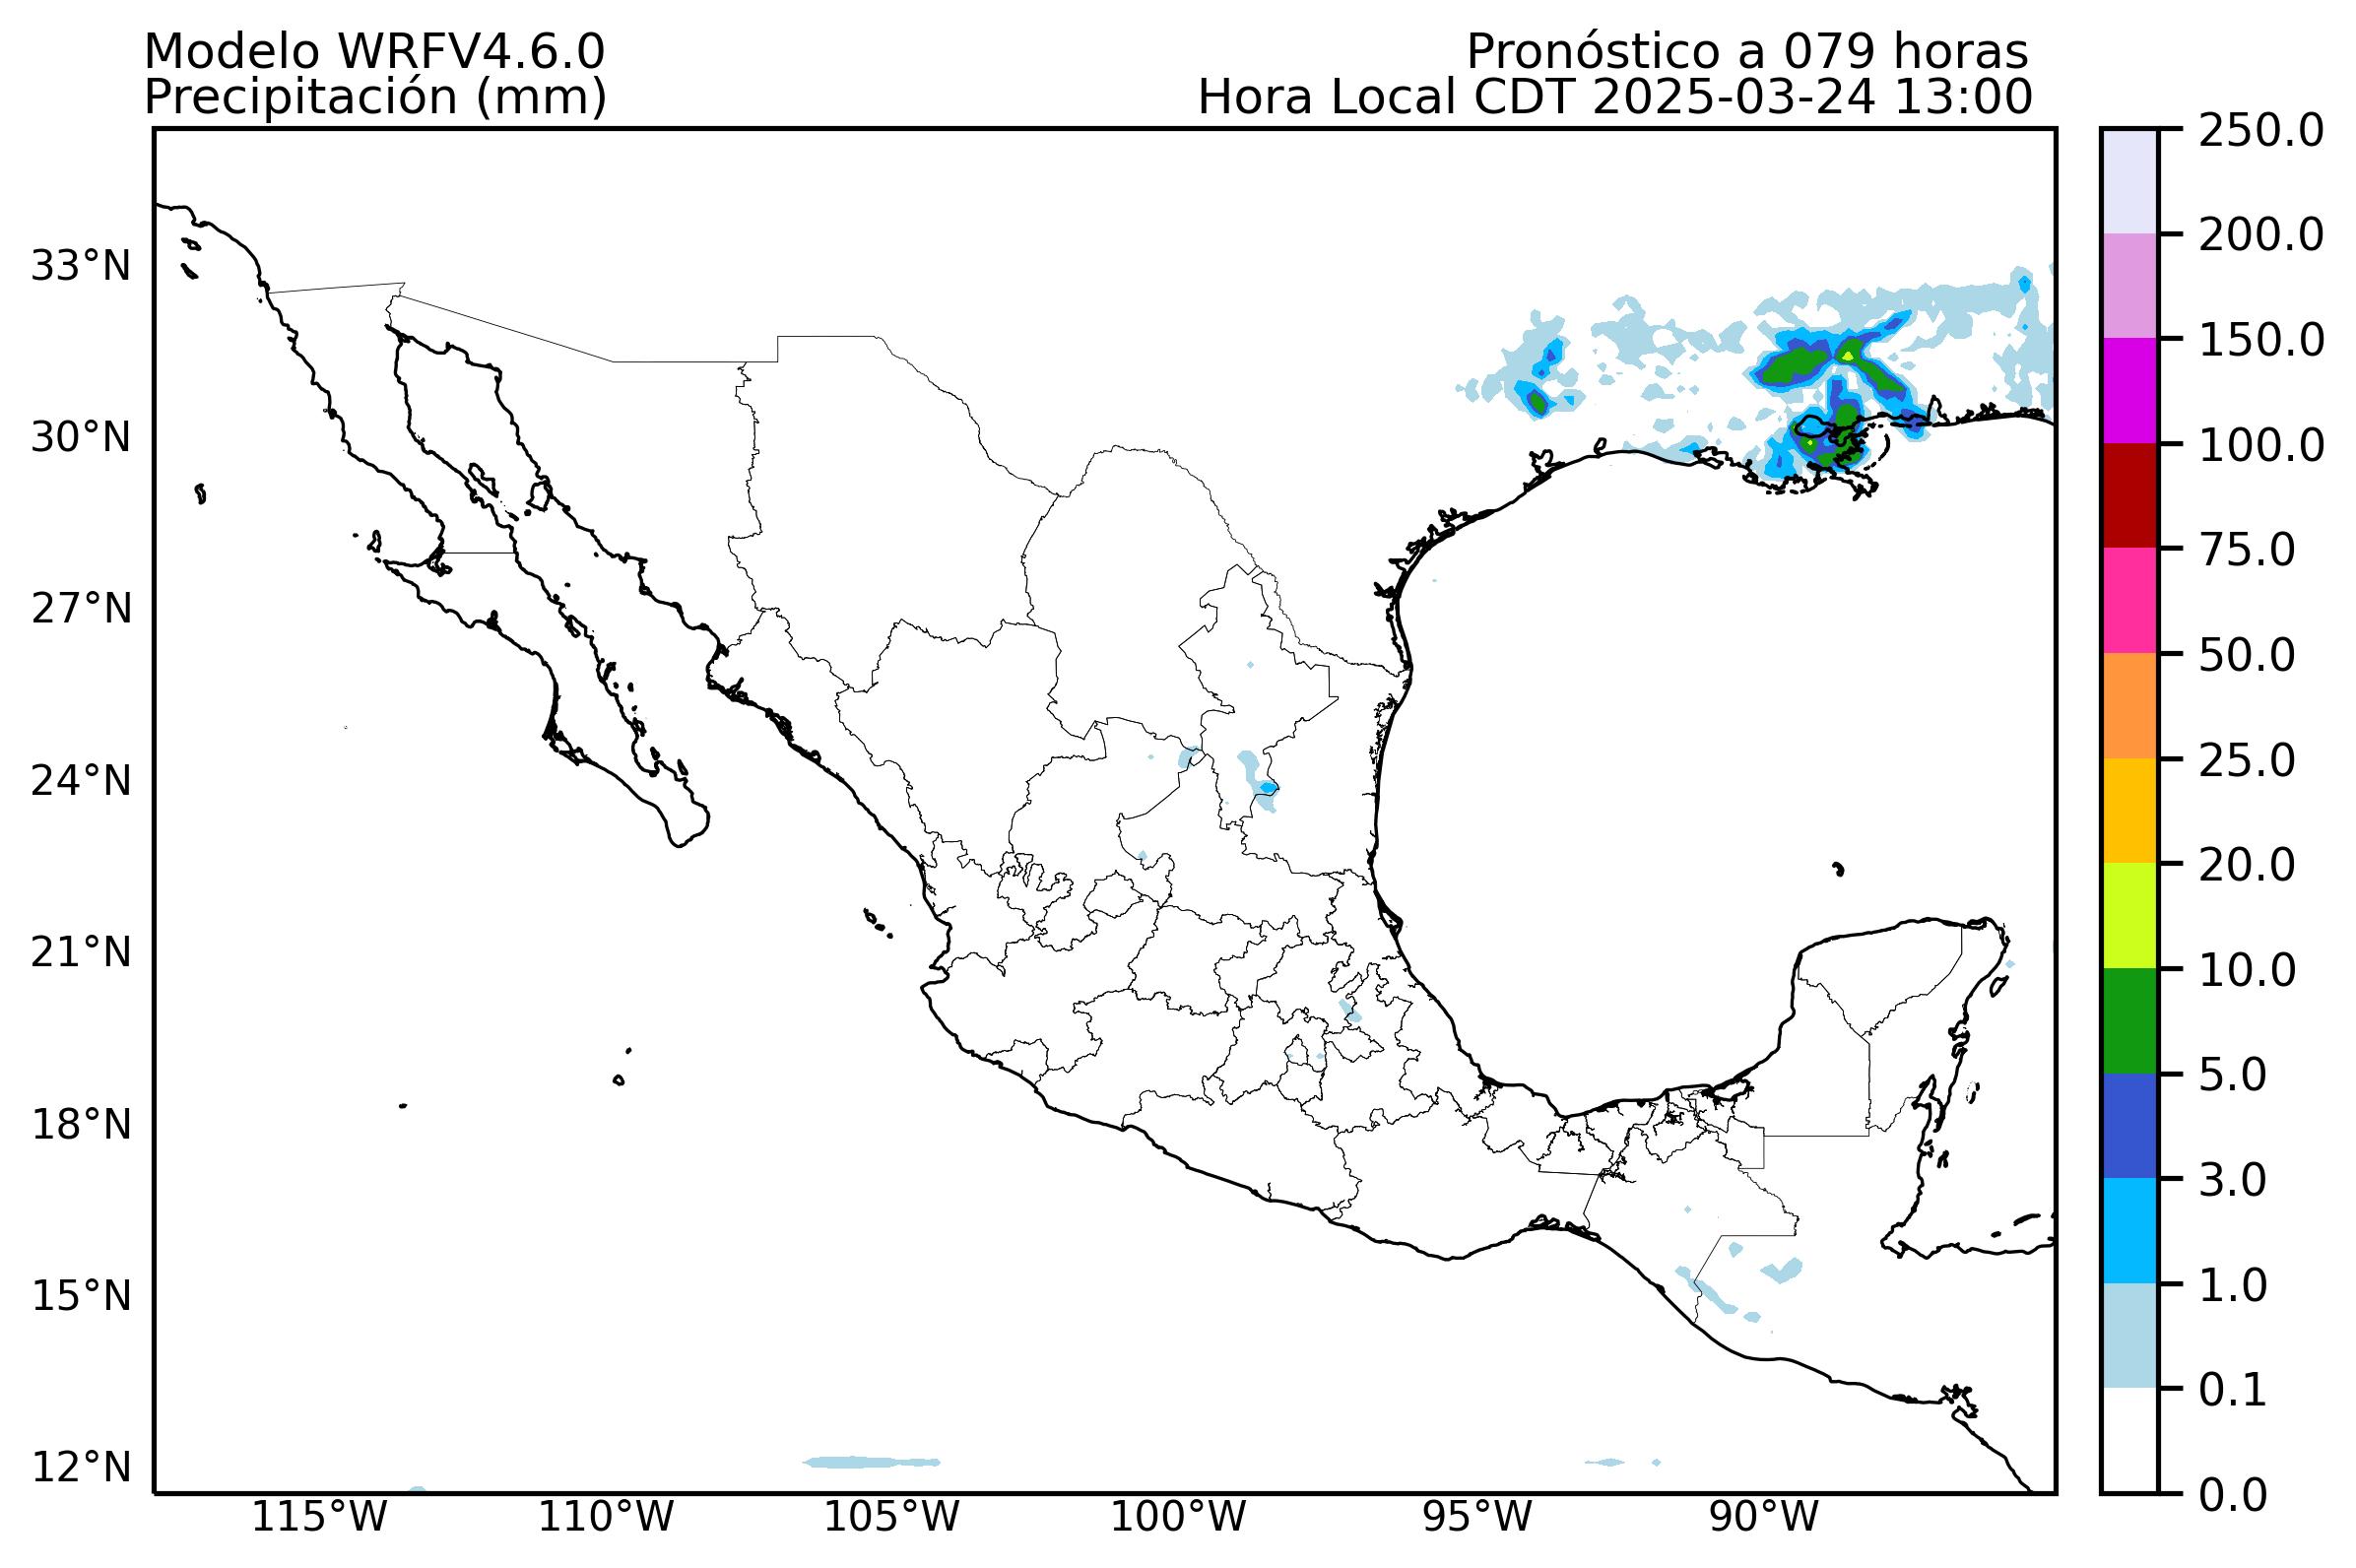 Modelo WRFV4.6.0
Precipitación (mm)
Pronóstico a 079 horas
Hora Local CDT 2025-03-24 13:00
33°N
30°N
27°N
24°N
21°N
18°N
15°N
12°N
115°W
110°W
105°W
100°W
95°W
90°W
250.0
200.0
150.0
100.0
75.0
50.0
25.0
20.0
10.0
5.0
3.0
1.0
0.1
0.0